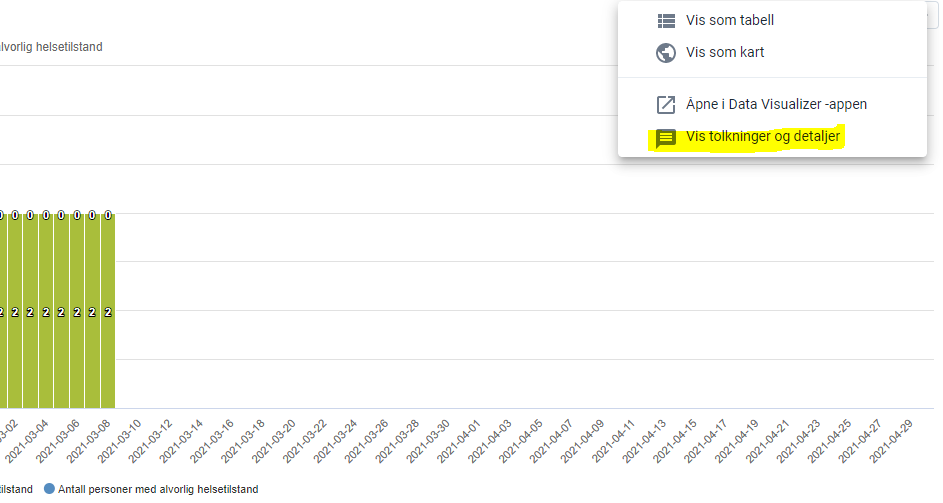 Vis som tabell
Vis som kart
Åpne i Data Visualizer -appen
Vis tolkninger og detaljer
alvorlig helsetilstand
0 0 0 0 0 0 0 0
2 2 2 2 2 2 2 2
03-02 2021-03-04 2021-03-06 2021-03-08 2021-03-10 2021-03-12 2021-03-14 2021-03-16 2021-03-18 2021-03-20 2021-03-22 2021-03-24 2021-03-26 2021-03-28 2021-03-30 2021-04-01 2021-04-03 2021-04-05 2021-04-07 2021-04-09 2021-04-11 2021-04-13 2021-04-15 2021-04-17 2021-04-19 2021-04-21 2021-04-23 2021-04-25 2021-04-27 2021-04-29
tilstand Antall personer med alvorlig helsetilstand